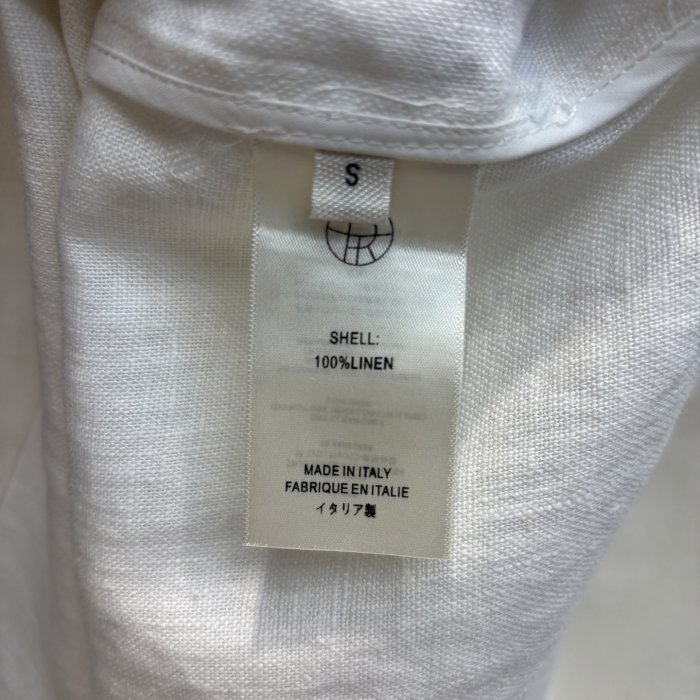 S
R
SHELL:
100%LINEN
MADE IN ITALY
FABRIQUE EN ITALIE
イタリア製